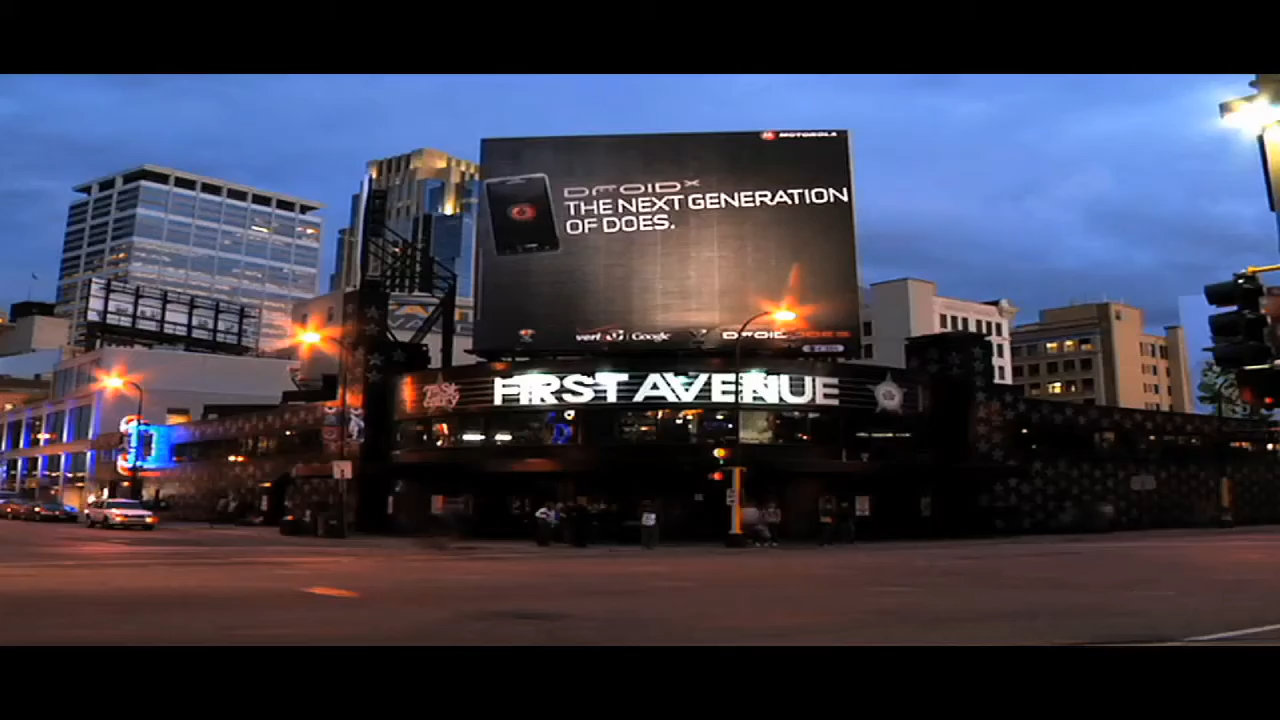 MOTOROLA
DROID X
THE NEXT GENERATION
OF DOES.
Google
FIRST AVENUE